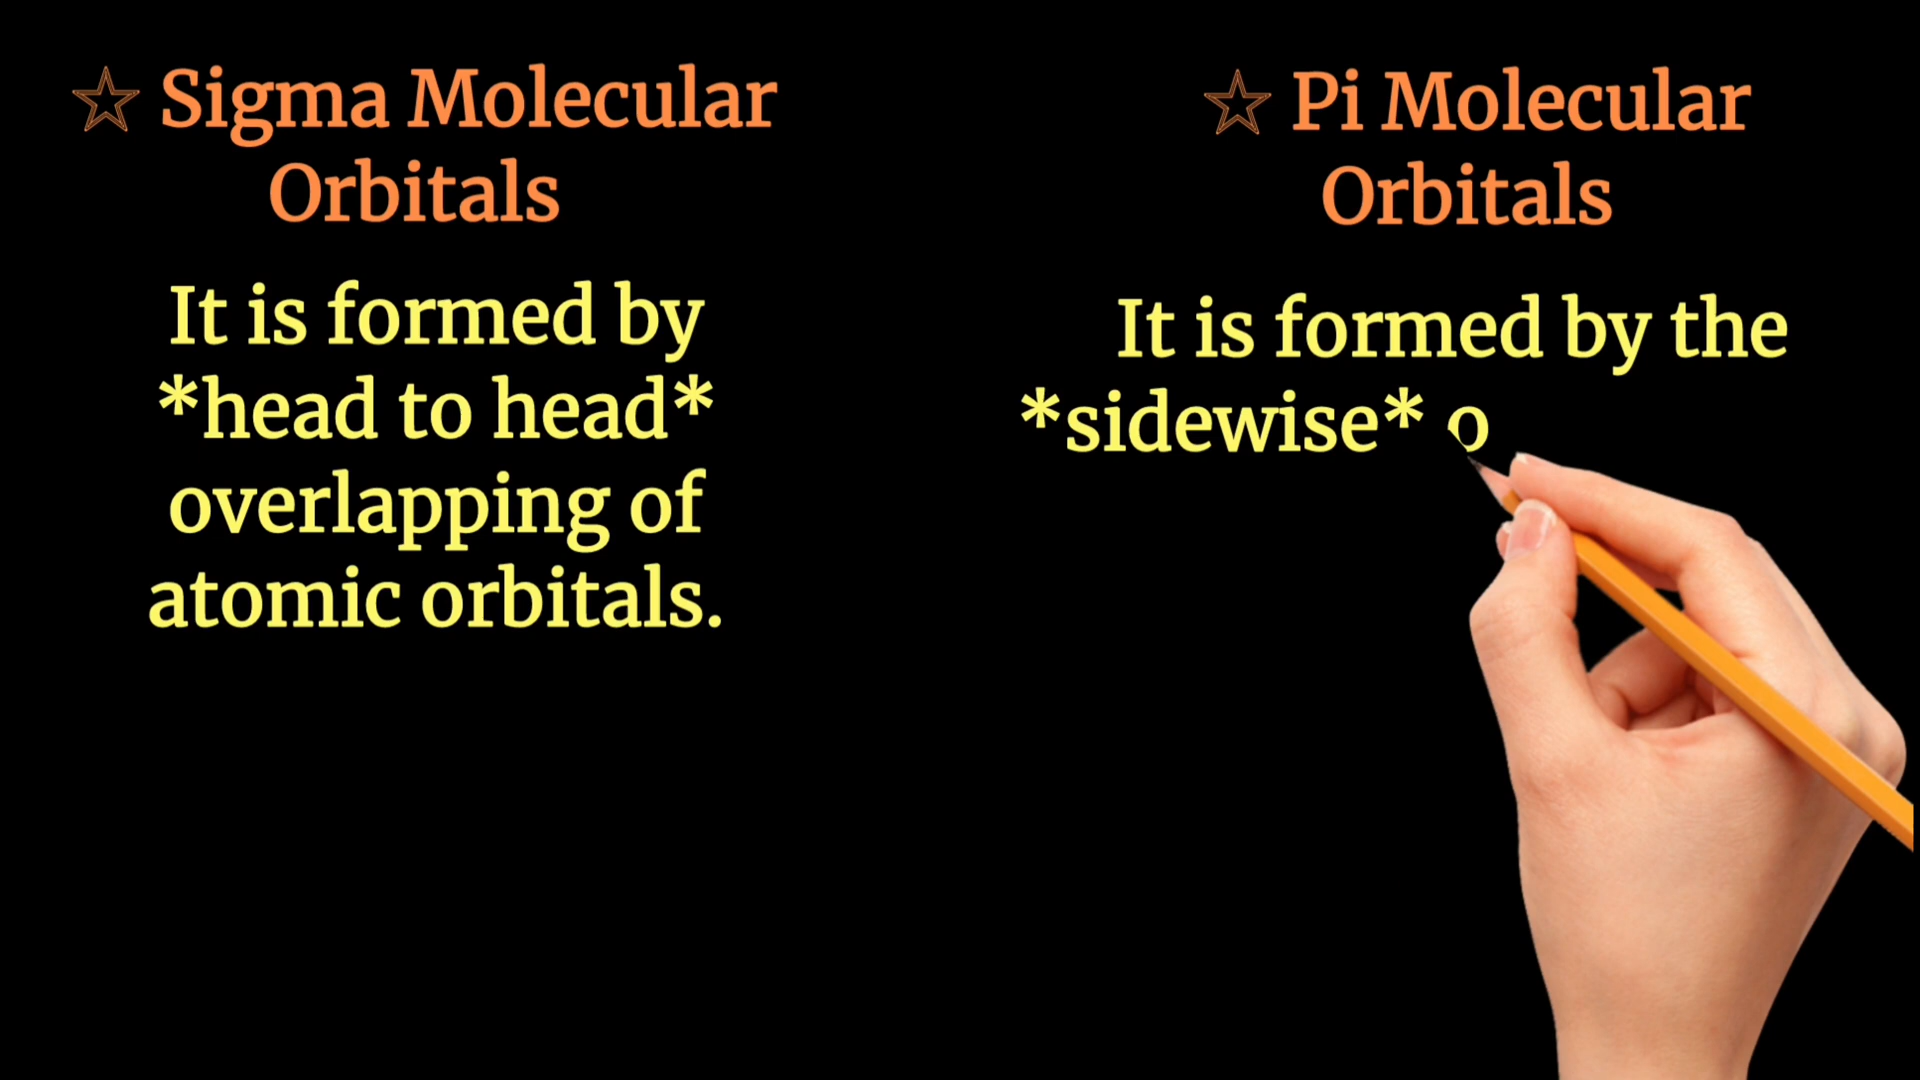 ☆ Sigma Molecular
Orbitals
It is formed by
*head to head*
overlapping of
atomic orbitals.
☆ Pi Molecular
Orbitals
It is formed by the
*sidewise* o